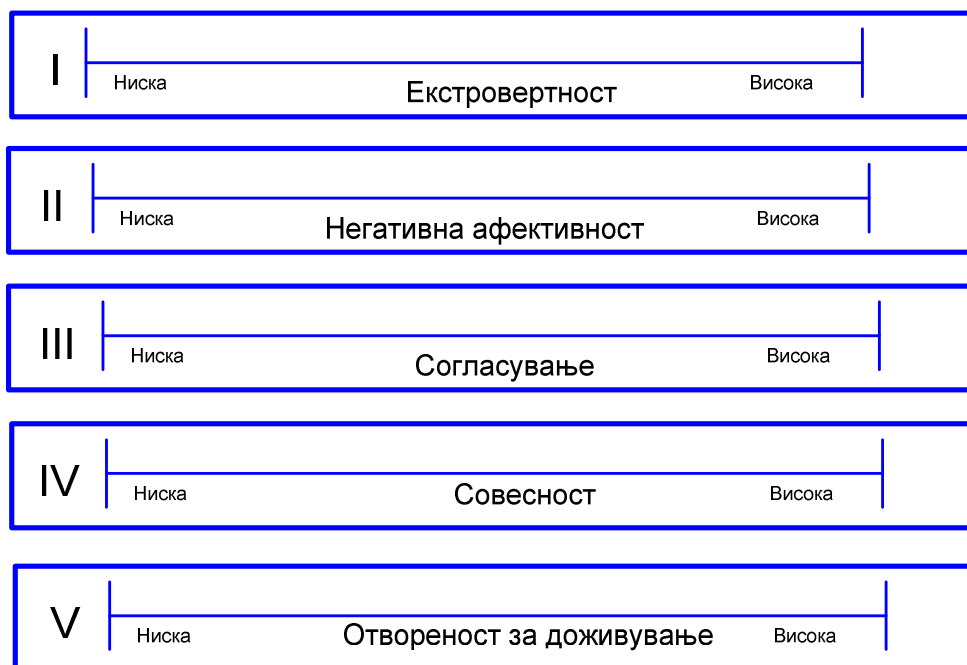 I
Ниска
Висока
Екстровертност
II
Ниска
Висока
Негативна афективност
III
Ниска
Висока
Согласување
IV
Ниска
Висока
Совесност
V
Ниска
Отвореност за доживување
Висока